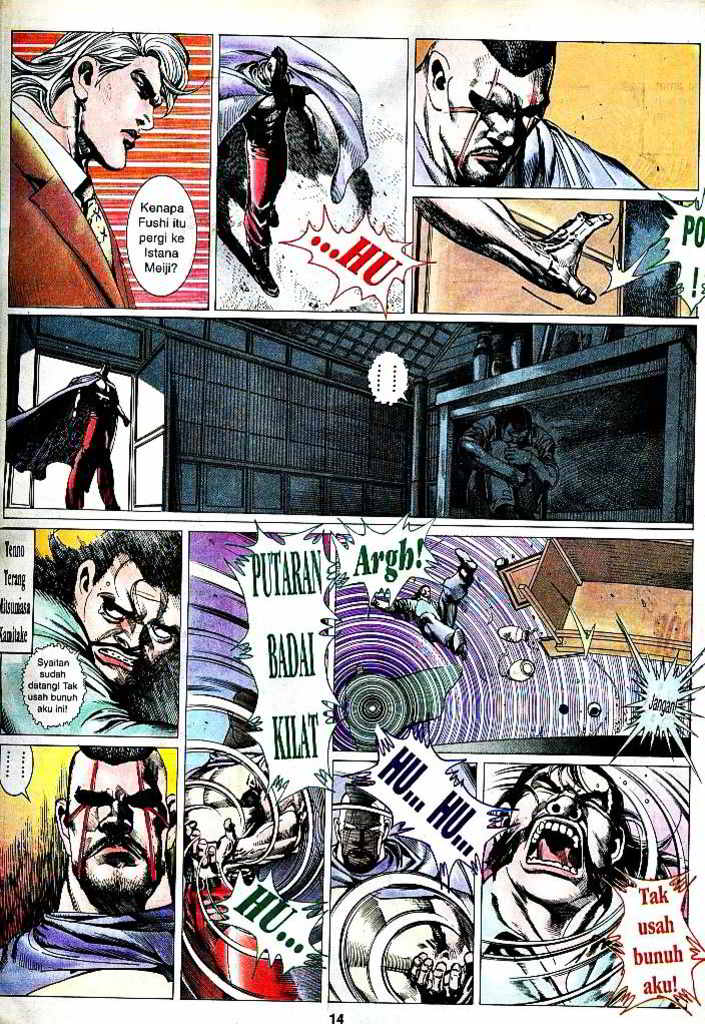 Kenapa
Fushi itu
pergi ke
Istana
Meiji?
...HU
PO
!
Tenno
Terang
Mitsumasa
Kamitake
Syaitan
sudah
datang! Tak
usah bunuh
aku ini!
PUTARAN
BADAI
KILAT
Argh!
Jangan!
HU... HU...
HU...
Tak
usah
bunuh
aku!
14